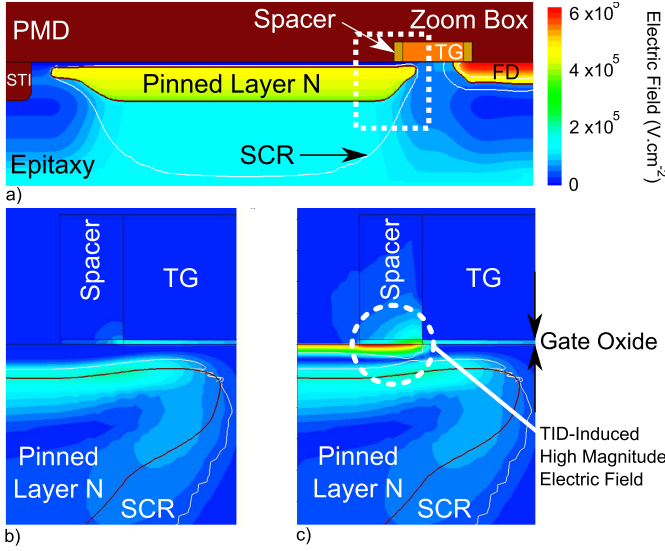 Spacer
Zoom Box
PMD
TG
STI
Pinned Layer N
FD
SCR
Epitaxy
a)
6 x10⁵
4 x10⁵
2 x10⁵
0
Electric Field (V.cm⁻²)
Spacer
TG
Pinned
Layer N
SCR
b)
Spacer
TG
Gate Oxide
TID-Induced
High Magnitude
Electric Field
Pinned
Layer N
SCR
c)